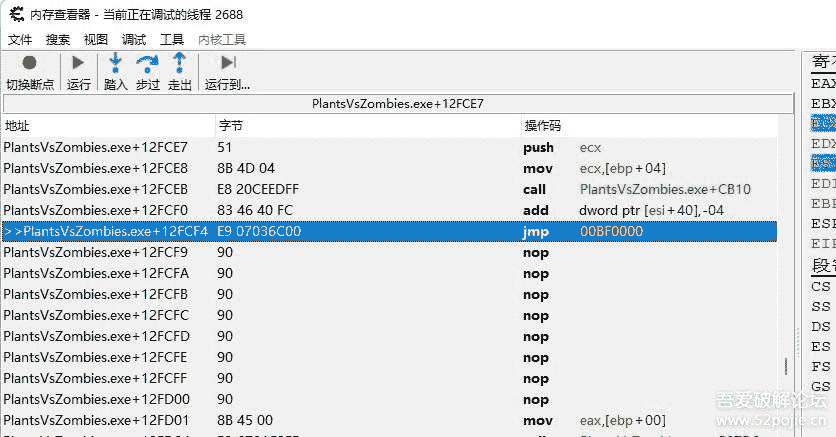 内存查看器 - 当前正在调试的线程 2688
文件 搜索 视图 调试 工具 内核工具
切换断点 运行 踏入 步过 走出 运行到...
PlantsVsZombies.exe+12FCE7
地址 字节 操作码
PlantsVsZombies.exe+12FCE7 51 push ecx
PlantsVsZombies.exe+12FCE8 8B 4D 04 mov ecx,[ebp+04]
PlantsVsZombies.exe+12FCEB E8 20CEEDFF call PlantsVsZombies.exe+CB10
PlantsVsZombies.exe+12FCF0 83 46 40 FC add dword ptr [esi+40],-04
>>PlantsVsZombies.exe+12FCF4 E9 07036C00 jmp 00BF0000
PlantsVsZombies.exe+12FCF9 90 nop
PlantsVsZombies.exe+12FCFA 90 nop
PlantsVsZombies.exe+12FCFB 90 nop
PlantsVsZombies.exe+12FCFC 90 nop
PlantsVsZombies.exe+12FCFD 90 nop
PlantsVsZombies.exe+12FCFE 90 nop
PlantsVsZombies.exe+12FCFF 90 nop
PlantsVsZombies.exe+12FD00 90 nop
PlantsVsZombies.exe+12FD01 8B 45 00 mov eax,[ebp+00]
EAX
EBX
EDX
EDI
EBP
ESP
EIP
CS
SS
DS
ES
FS
GS
吾爱破解论坛
www.52pojie.cn